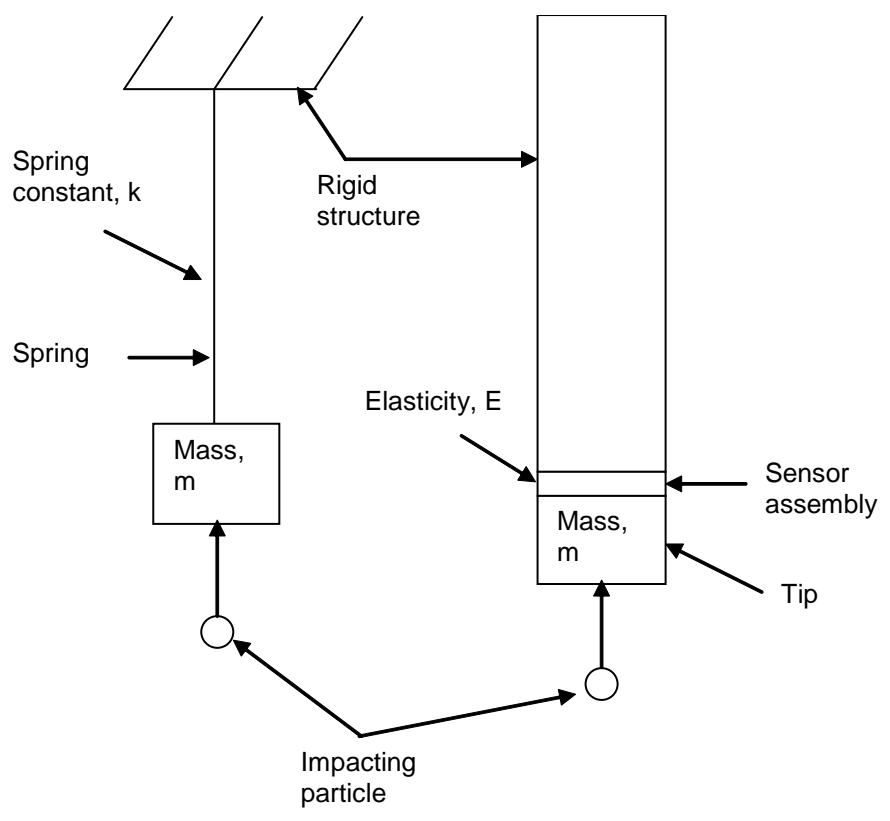 Spring
constant, k
Rigid
structure
Spring
Elasticity, E
Mass,
m
Sensor
assembly
Mass,
m
Tip
Impacting
particle